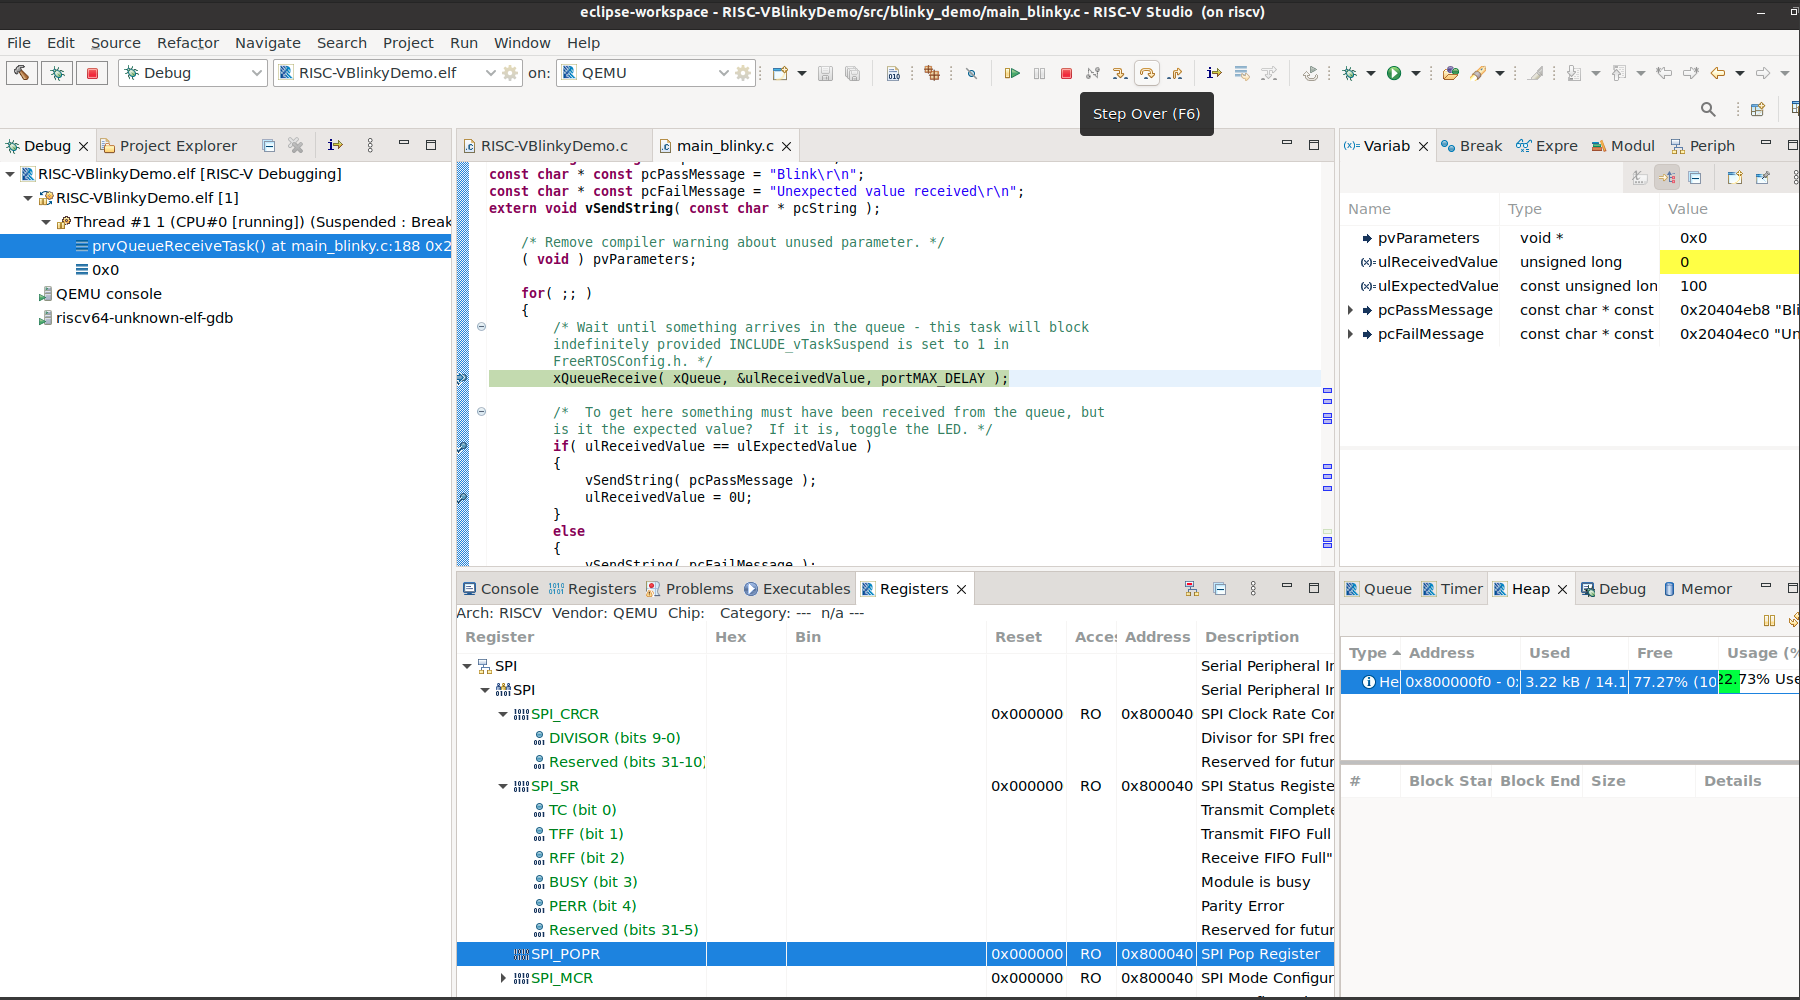 eclipse-workspace - RISC-VBlinkyDemo/src/blinky_demo/main_blinky.c - RISC-V Studio  (on riscv)
File Edit Source Refactor Navigate Search Project Run Window Help
Debug RISC-VBlinkyDemo.elf on: QEMU
Step Over (F6)
Debug Project Explorer
RISC-VBlinkyDemo.elf [RISC-V Debugging]
RISC-VBlinkyDemo.elf [1]
Thread #1 1 (CPU#0 [running]) (Suspended : Break
prvQueueReceiveTask() at main_blinky.c:188 0x2
0x0
QEMU console
riscv64-unknown-elf-gdb
RISC-VBlinkyDemo.c main_blinky.c
const char * const pcPassMessage = "Blink\r\n";
const char * const pcFailMessage = "Unexpected value received\r\n";
extern void vSendString( const char * pcString );
/* Remove compiler warning about unused parameter. */
( void ) pvParameters;
for( ;; )
{
/* Wait until something arrives in the queue - this task will block
indefinitely provided INCLUDE_vTaskSuspend is set to 1 in
FreeRTOSConfig.h. */
xQueueReceive( xQueue, &ulReceivedValue, portMAX_DELAY );
/*  To get here something must have been received from the queue, but
is it the expected value?  If it is, toggle the LED. */
if( ulReceivedValue == ulExpectedValue )
{
vSendString( pcPassMessage );
ulReceivedValue = 0U;
}
else
{
vSendString( pcFailMessage );
Variab Break Expre Modul Periph
Name Type Value
pvParameters void * 0x0
ulReceivedValue unsigned long 0
ulExpectedValue const unsigned lon 100
pcPassMessage const char * const 0x20404eb8 "Bli
pcFailMessage const char * const 0x20404ec0 "Un
Console Registers Problems Executables Registers
Arch: RISCV  Vendor: QEMU  Chip:   Category: ---  n/a ---
Register Hex Bin Reset Acce Address Description
SPI Serial Peripheral Ir
SPI Serial Peripheral Ir
SPI_CRCR 0x000000 RO 0x800040 SPI Clock Rate Cor
DIVISOR (bits 9-0) Divisor for SPI frec
Reserved (bits 31-10) Reserved for futur
SPI_SR 0x000000 RO 0x800040 SPI Status Registe
TC (bit 0) Transmit Complete
TFF (bit 1) Transmit FIFO Full
RFF (bit 2) Receive FIFO Full"
BUSY (bit 3) Module is busy
PERR (bit 4) Parity Error
Reserved (bits 31-5) Reserved for futur
SPI_POPR 0x000000 RO 0x800040 SPI Pop Register
SPI_MCR 0x000000 RO 0x800040 SPI Mode Configur
Queue Timer Heap Debug Memor
Type Address Used Free Usage (%
He 0x800000f0 - 0 3.22 kB / 14.1 77.27% (10 22.73% Use
# Block Star Block End Size Details